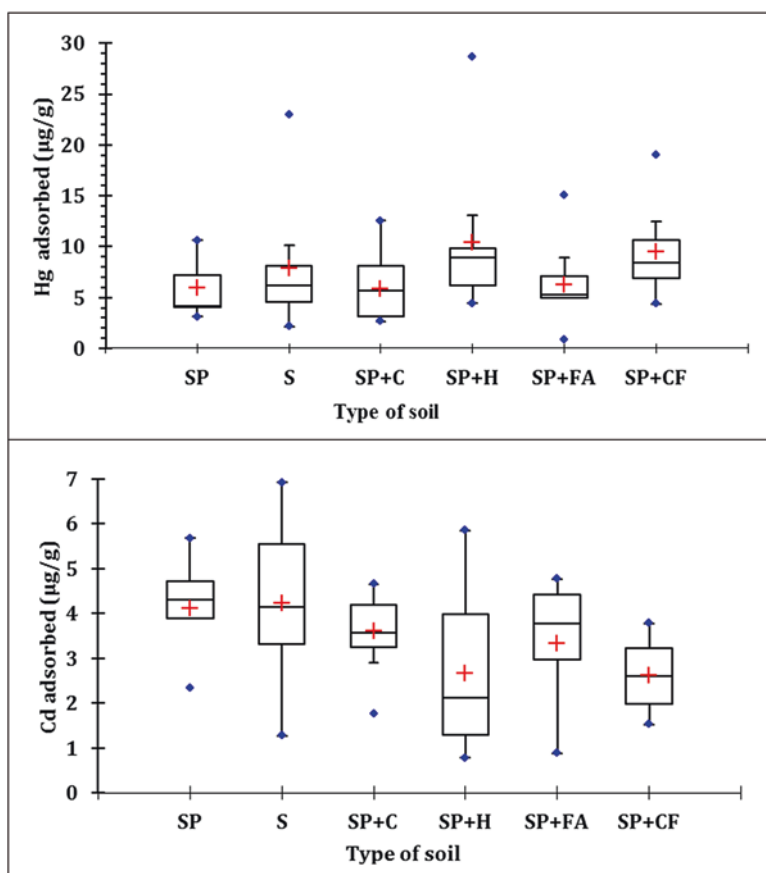 30
25
20
15
10
5
0
Hg adsorbed (µg/g)
SP S SP+C SP+H SP+FA SP+CF
Type of soil
7
6
5
4
3
2
1
0
Cd adsorbed (µg/g)
SP S SP+C SP+H SP+FA SP+CF
Type of soil